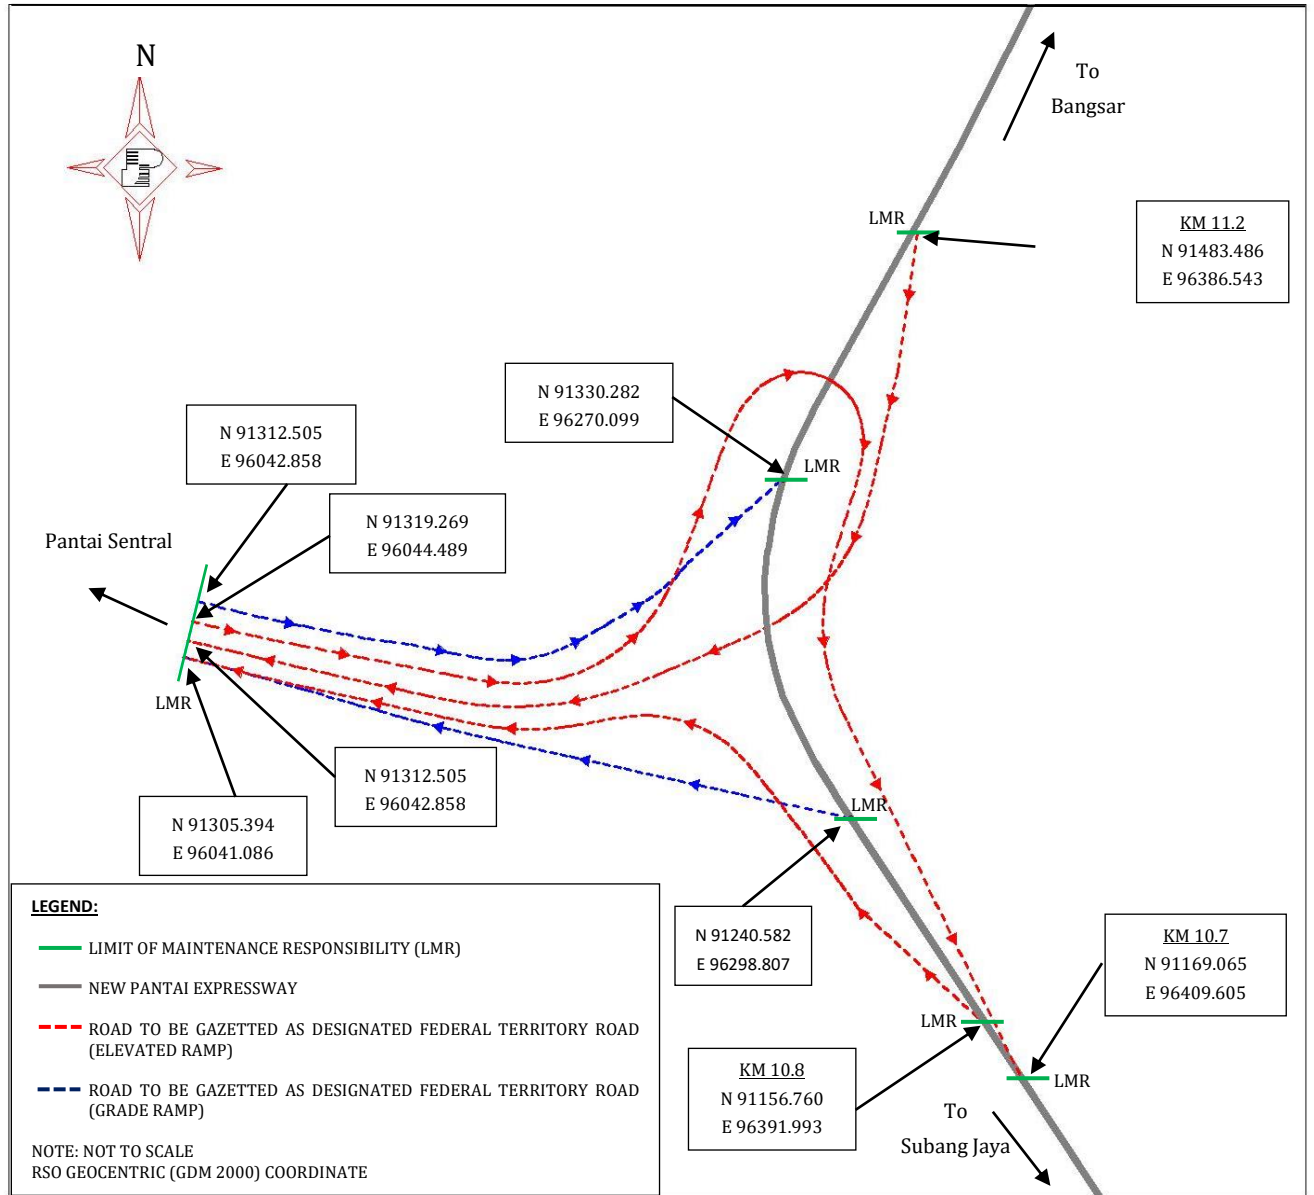 N
To
Bangsar
LMR
KM 11.2
N 91483.486
E 96386.543
N 91330.282
E 96270.099
LMR
N 91312.505
E 96042.858
N 91319.269
E 96044.489
Pantai Sentral
LMR
N 91312.505
E 96042.858
N 91305.394
E 96041.086
LMR
N 91240.582
E 96298.807
KM 10.7
N 91169.065
E 96409.605
LMR
LMR
KM 10.8
N 91156.760
E 96391.993
To
Subang Jaya
LEGEND:
LIMIT OF MAINTENANCE RESPONSIBILITY (LMR)
NEW PANTAI EXPRESSWAY
ROAD TO BE GAZETTED AS DESIGNATED FEDERAL TERRITORY ROAD
(ELEVATED RAMP)
ROAD TO BE GAZETTED AS DESIGNATED FEDERAL TERRITORY ROAD
(GRADE RAMP)
NOTE: NOT TO SCALE
RSO GEOCENTRIC (GDM 2000) COORDINATE